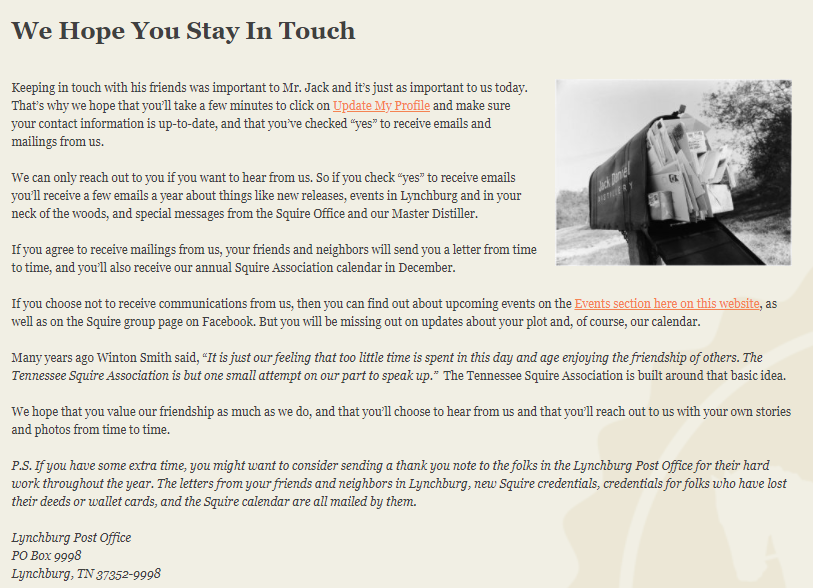 We Hope You Stay In Touch
Keeping in touch with his friends was important to Mr. Jack and it's just as important to us today.
That's why we hope that you'll take a few minutes to click on Update My Profile and make sure
your contact information is up-to-date, and that you've checked “yes” to receive emails and
mailings from us.
We can only reach out to you if you want to hear from us. So if you check “yes” to receive emails
you'll receive a few emails a year about things like new releases, events in Lynchburg and in your
neck of the woods, and special messages from the Squire Office and our Master Distiller.
If you agree to receive mailings from us, your friends and neighbors will send you a letter from time
to time, and you'll also receive our annual Squire Association calendar in December.
Jack Daniel
DISTILLERY
If you choose not to receive communications from us, then you can find out about upcoming events on the Events section here on this website, as
well as on the Squire group page on Facebook. But you will be missing out on updates about your plot and, of course, our calendar.
Many years ago Winton Smith said, “It is just our feeling that too little time is spent in this day and age enjoying the friendship of others. The
Tennessee Squire Association is but one small attempt on our part to speak up.” The Tennessee Squire Association is built around that basic idea.
We hope that you value our friendship as much as we do, and that you'll choose to hear from us and that you'll reach out to us with your own stories
and photos from time to time.
P.S. If you have some extra time, you might want to consider sending a thank you note to the folks in the Lynchburg Post Office for their hard
work throughout the year. The letters from your friends and neighbors in Lynchburg, new Squire credentials, credentials for folks who have lost
their deeds or wallet cards, and the Squire calendar are all mailed by them.
Lynchburg Post Office
PO Box 9998
Lynchburg, TN 37352-9998